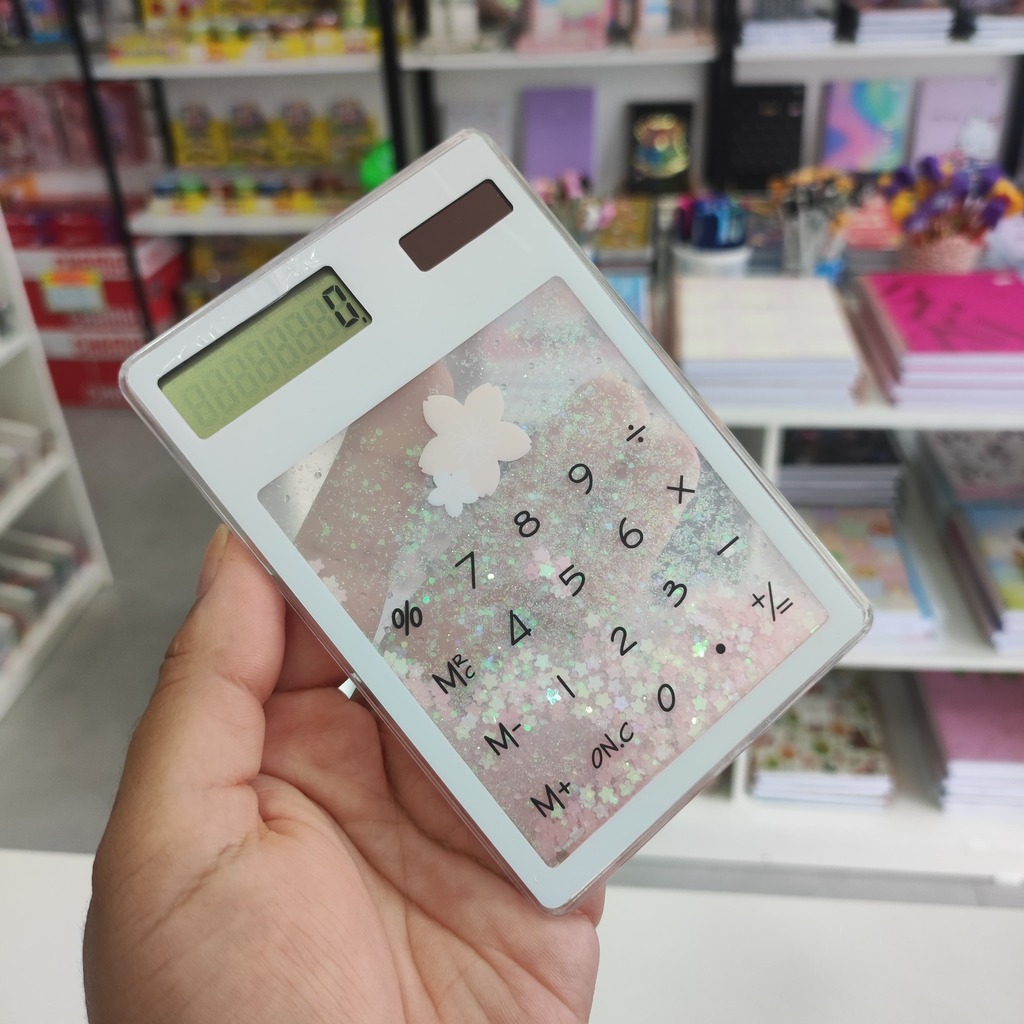 0.
% 7 8 9 ÷
MRC 4 5 6 ×
M- 1 2 3 −
M+ ON.C 0 . +/=